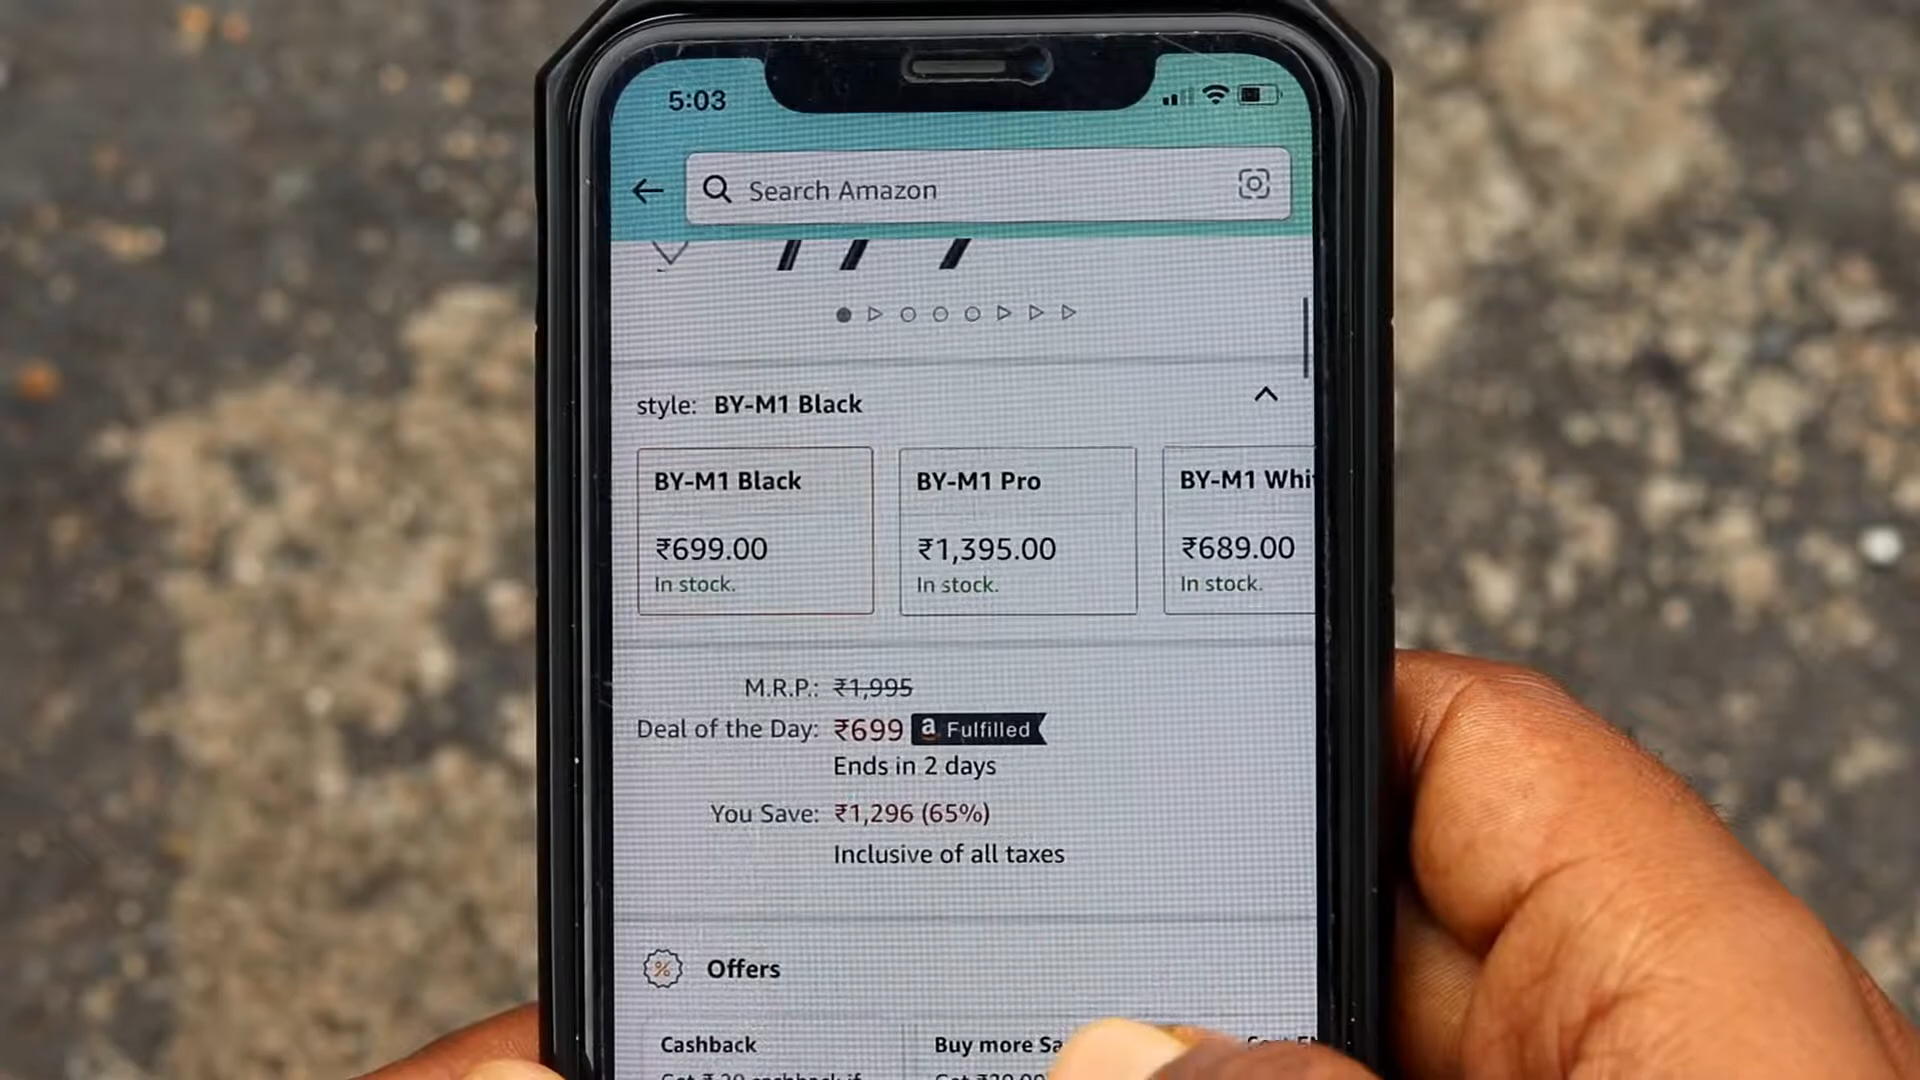 5:03
Search Amazon
style: BY-M1 Black
BY-M1 Black
₹699.00
In stock.
BY-M1 Pro
₹1,395.00
In stock.
BY-M1 Whi
₹689.00
In stock.
M.R.P.: ₹1,995
Deal of the Day: ₹699 a Fulfilled
Ends in 2 days
You Save: ₹1,296 (65%)
Inclusive of all taxes
% Offers
Cashback
Buy more Sa